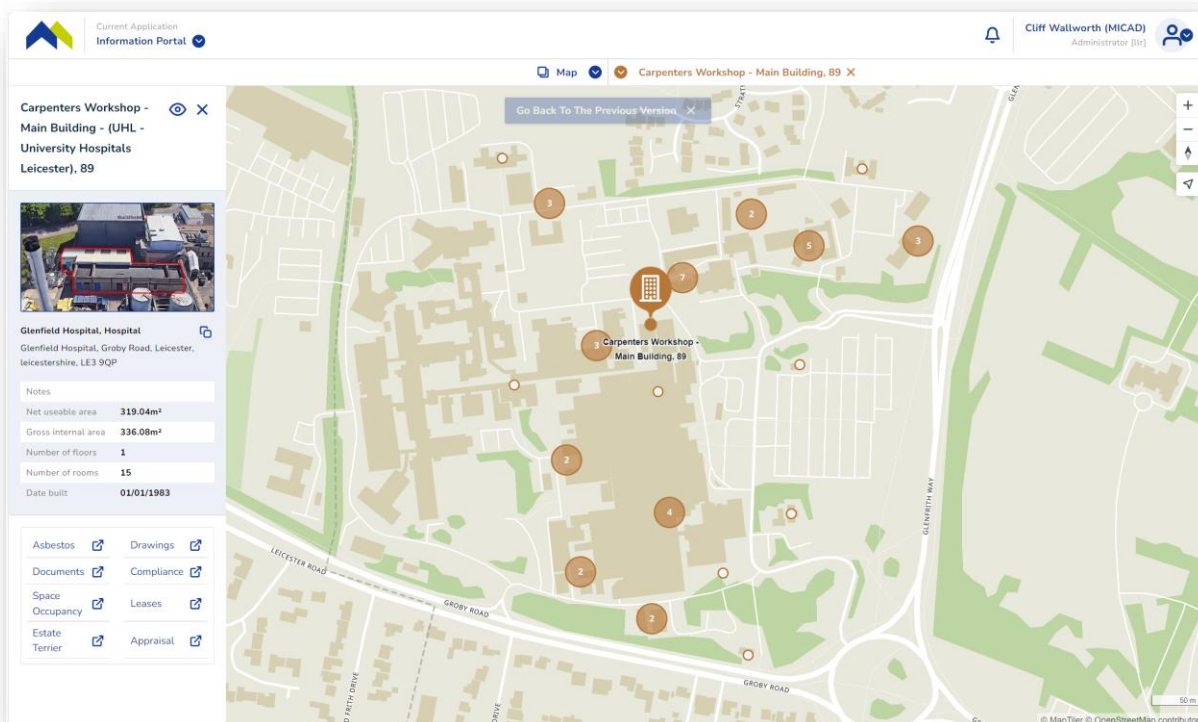 Current Application
Information Portal
Cliff Wallworth (MICAD)
Administrator [llr]
Map
Carpenters Workshop - Main Building, 89
Carpenters Workshop -
Main Building - (UHL -
University Hospitals
Leicester), 89
Glenfield Hospital, Hospital
Glenfield Hospital, Groby Road, Leicester,
leicestershire, LE3 9QP
Notes
Net useable area 319.04m²
Gross internal area 336.08m²
Number of floors 1
Number of rooms 15
Date built 01/01/1983
Asbestos Drawings
Documents Compliance
Space
Occupancy
Leases
Estate
Terrier
Appraisal
Go Back To The Previous Version
3
2
5
3
7
3
Carpenters Workshop -
Main Building, 89
2
4
2
2
GLENFRITH WAY
LEICESTER ROAD
GROBY ROAD
GROBY ROAD
FRITH DRIVE
DRIVE
50 m
© MapTiler © OpenStreetMap contributors